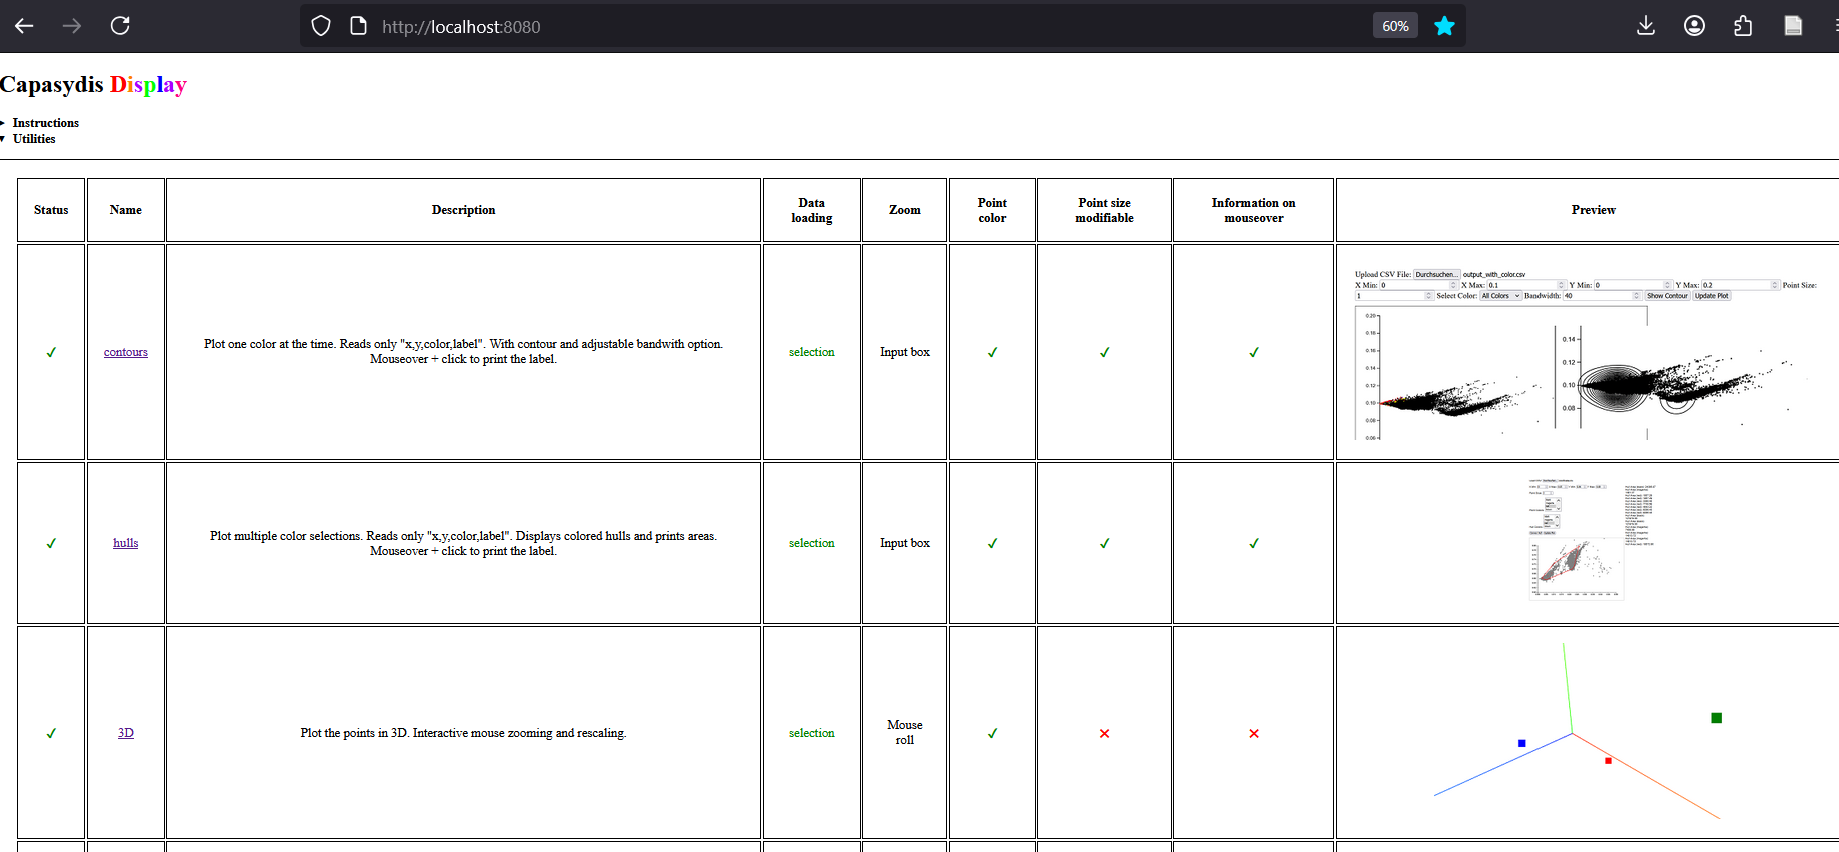 http://localhost:8080
60%
Capasydis Display
Instructions
Utilities
Status
Name
Description
Data
loading
Zoom
Point
color
Point size
modifiable
Information on
mouseover
Preview
✓
contours
Plot one color at the time. Reads only "x,y,color,label". With contour and adjustable bandwith option.
Mouseover + click to print the label.
selection
Input box
✓
✓
✓
Upload CSV File: Durchsuchen... output_with_color.csv
X Min: 0 X Max: 0.1 Y Min: 0 Y Max: 0.2 Point Size:
1 Select Color: All Colors Bandwidth: 40 Show Contour Update Plot
0.20
0.18
0.16
0.14
0.12
0.10
0.08
0.06
0.14
0.12
0.10
0.08
✓
hulls
Plot multiple color selections. Reads only "x,y,color,label". Displays colored hulls and prints areas.
Mouseover + click to print the label.
selection
Input box
✓
✓
✓
✓
3D
Plot the points in 3D. Interactive mouse zooming and rescaling.
selection
Mouse
roll
✓
✕
✕